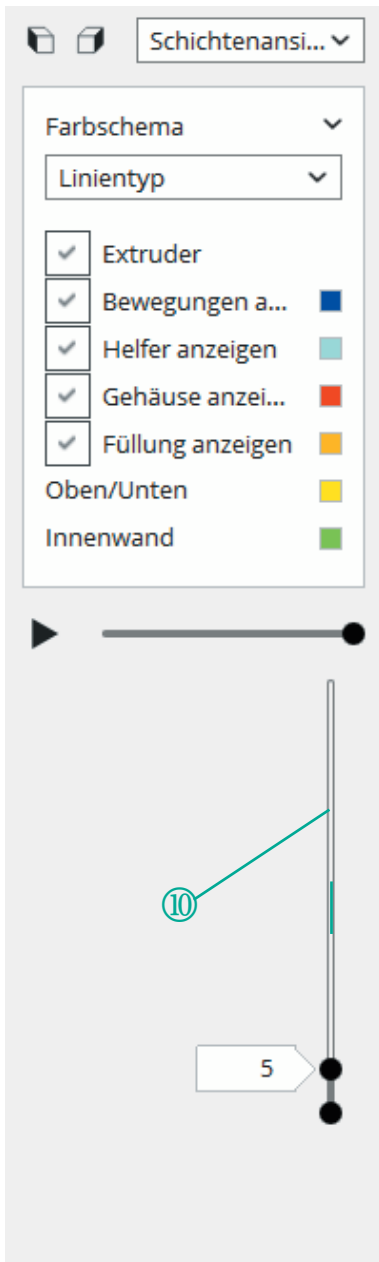 Schichtenansi...
Farbschema
Linientyp
Extruder
Bewegungen a...
Helfer anzeigen
Gehäuse anzei...
Füllung anzeigen
Oben/Unten
Innenwand
⑩
5